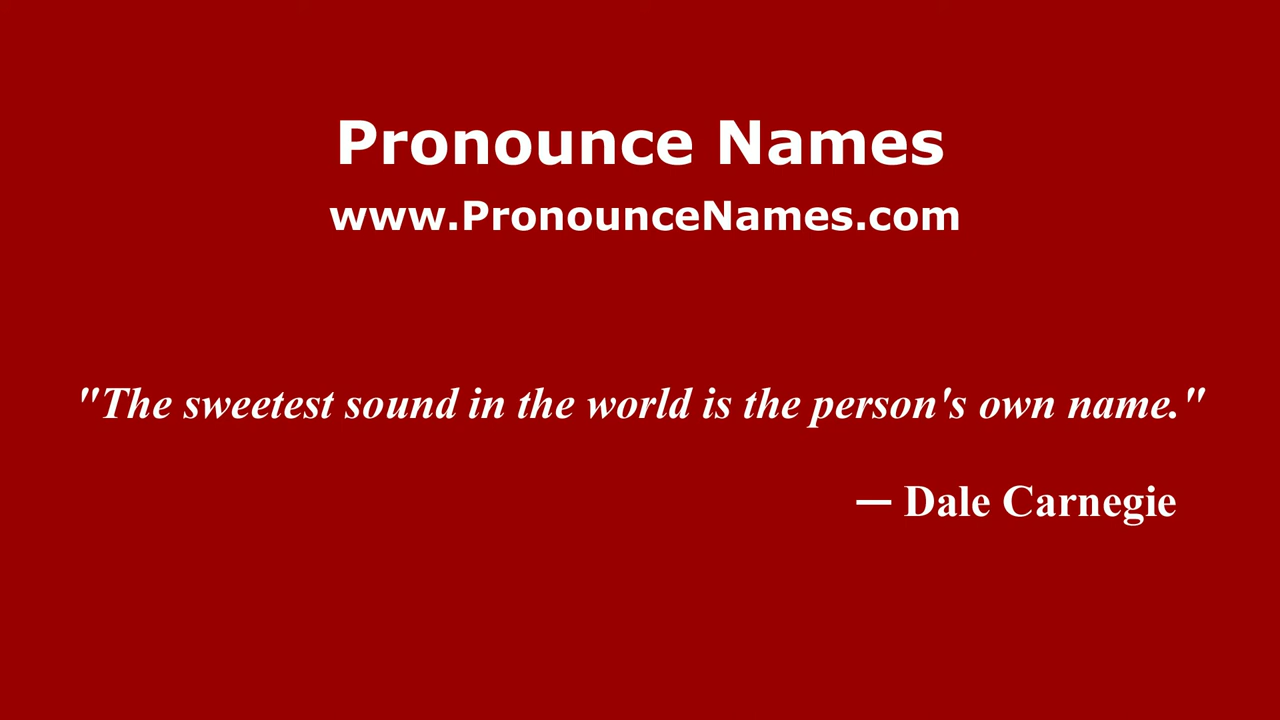 Pronounce Names
www.PronounceNames.com
"The sweetest sound in the world is the person's own name."
— Dale Carnegie